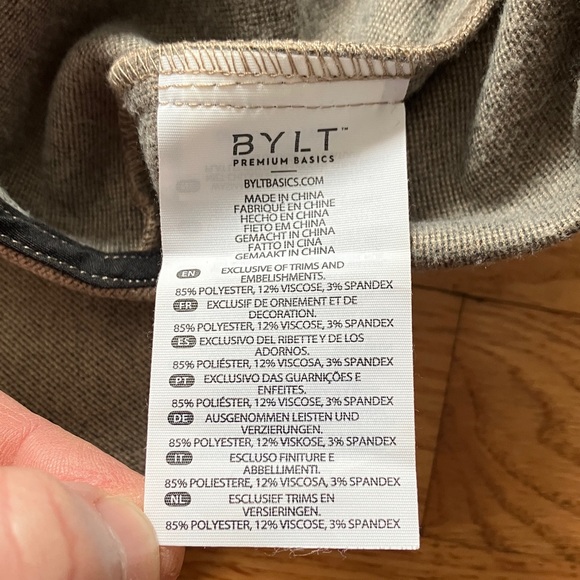 BYLT™
PREMIUM BASICS
BYLTBASICS.COM
MADE IN CHINA
FABRIQUÉ EN CHINE
HECHO EN CHINA
FIETO EM CHINA
GEMACHT IN CHINA
FATTO IN CINA
GEMAAKT IN CHINA
EN EXCLUSIVE OF TRIMS AND
EMBELISHMENTS.
85% POLYESTER, 12% VISCOSE, 3% SPANDEX
FR EXCLUSIF DE ORNEMENT ET DE
DECORATION.
85% POLYESTER, 12% VISCOSE, 3% SPANDEX
ES EXCLUSIVO DEL RIBETTE Y DE LOS
ADORNOS.
85% POLIÉSTER, 12% VISCOSA, 3% SPANDEX
PT EXCLUSIVO DAS GUARNIÇÕES E
ENFEITES.
85% POLIÉSTER, 12% VISCOSE, 3% SPANDEX
DE AUSGENOMMEN LEISTEN UND
VERZIERUNGEN.
85% POLYESTER, 12% VISKOSE, 3% SPANDEX
IT ESCLUSO FINITURE E
ABBELLIMENTI.
85% POLIESTERE, 12% VISCOSA, 3% SPANDEX
NL ESCLUSIEF TRIMS EN
VERSIERINGEN.
85% POLYESTER, 12% VISCOSE, 3% SPANDEX